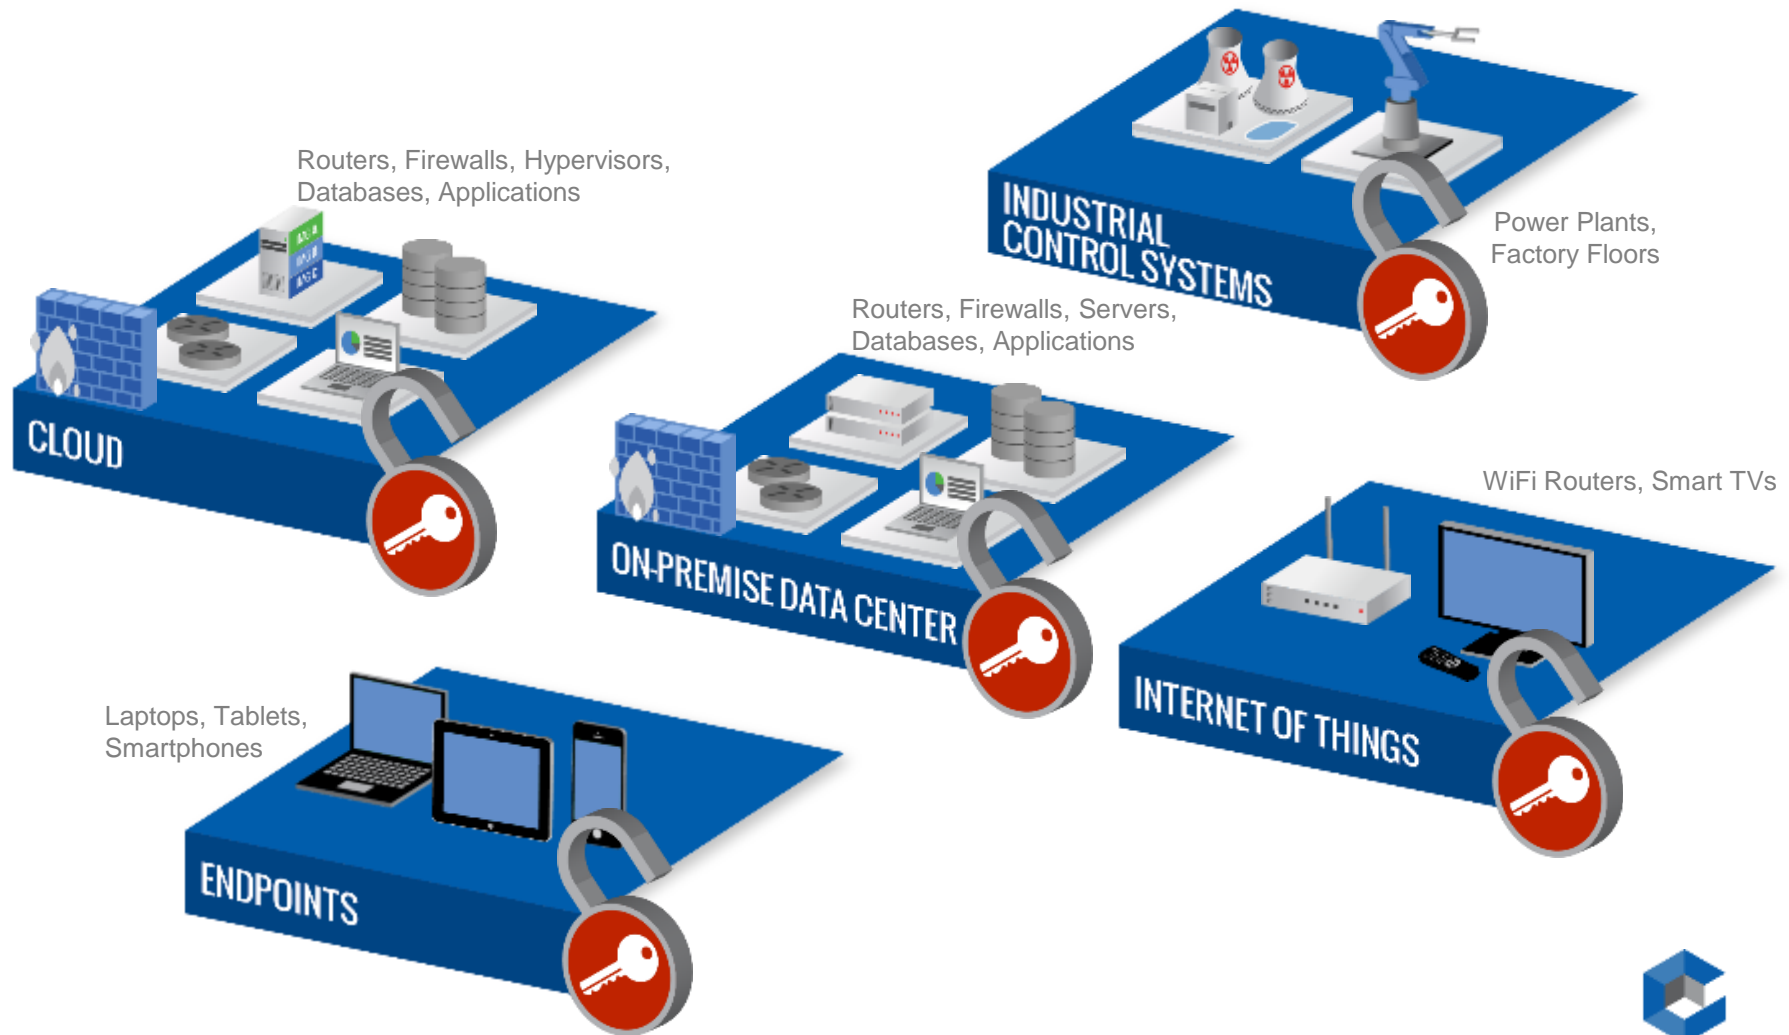 Routers, Firewalls, Hypervisors,
Databases, Applications
CLOUD
INDUSTRIAL
CONTROL SYSTEMS
Power Plants,
Factory Floors
Routers, Firewalls, Servers,
Databases, Applications
ON-PREMISE DATA CENTER
WiFi Routers, Smart TVs
INTERNET OF THINGS
Laptops, Tablets,
Smartphones
ENDPOINTS